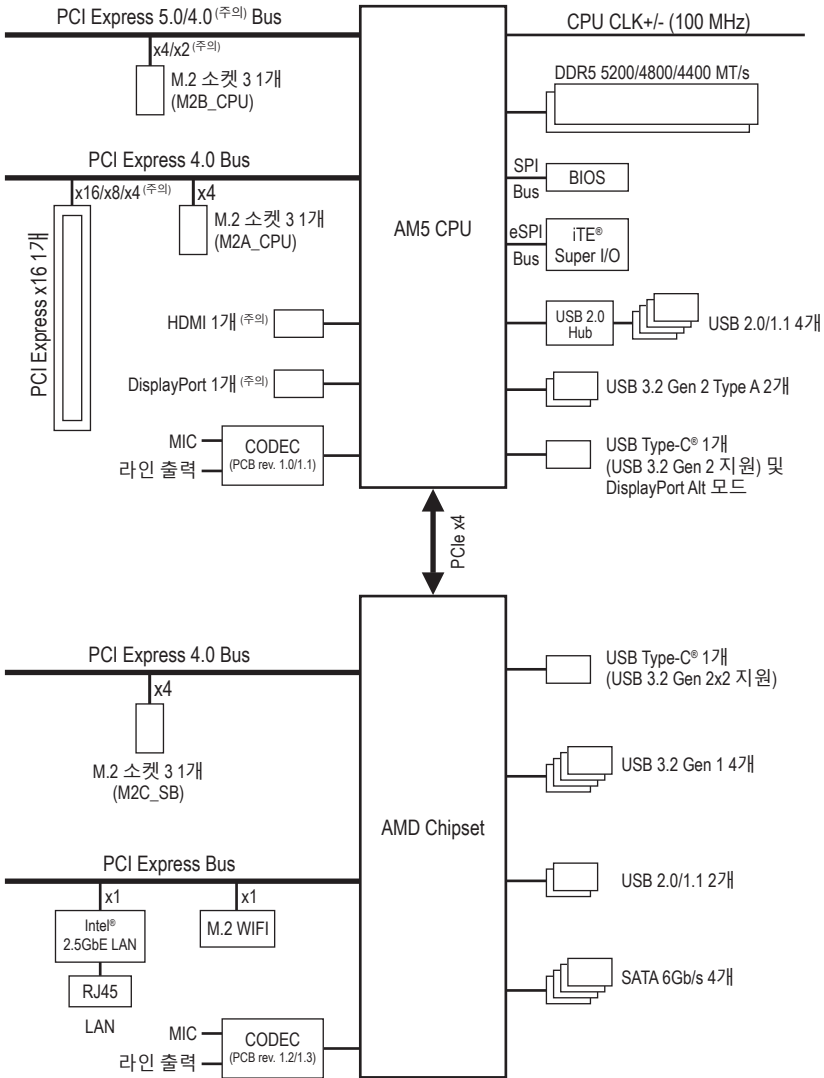 PCI Express 5.0/4.0 (주의) Bus
x4/x2 (주의)
M.2 소켓 3 1개
(M2B_CPU)
PCI Express 4.0 Bus
x16/x8/x4 (주의)
x4
M.2 소켓 3 1개
(M2A_CPU)
PCI Express x16 1개
HDMI 1개 (주의)
DisplayPort 1개 (주의)
MIC
라인 출력
CODEC
(PCB rev. 1.0/1.1)
AM5 CPU
CPU CLK+/- (100 MHz)
DDR5 5200/4800/4400 MT/s
SPI
Bus
BIOS
eSPI
Bus
iTE®
Super I/O
USB 2.0
Hub
USB 2.0/1.1 4개
USB 3.2 Gen 2 Type A 2개
USB Type-C® 1개
(USB 3.2 Gen 2 지원) 및
DisplayPort Alt 모드
PCIe x4
PCI Express 4.0 Bus
x4
M.2 소켓 3 1개
(M2C_SB)
PCI Express Bus
x1
x1
Intel®
2.5GbE LAN
M.2 WIFI
RJ45
LAN
MIC
라인 출력
CODEC
(PCB rev. 1.2/1.3)
AMD Chipset
USB Type-C® 1개
(USB 3.2 Gen 2x2 지원)
USB 3.2 Gen 1 4개
USB 2.0/1.1 2개
SATA 6Gb/s 4개